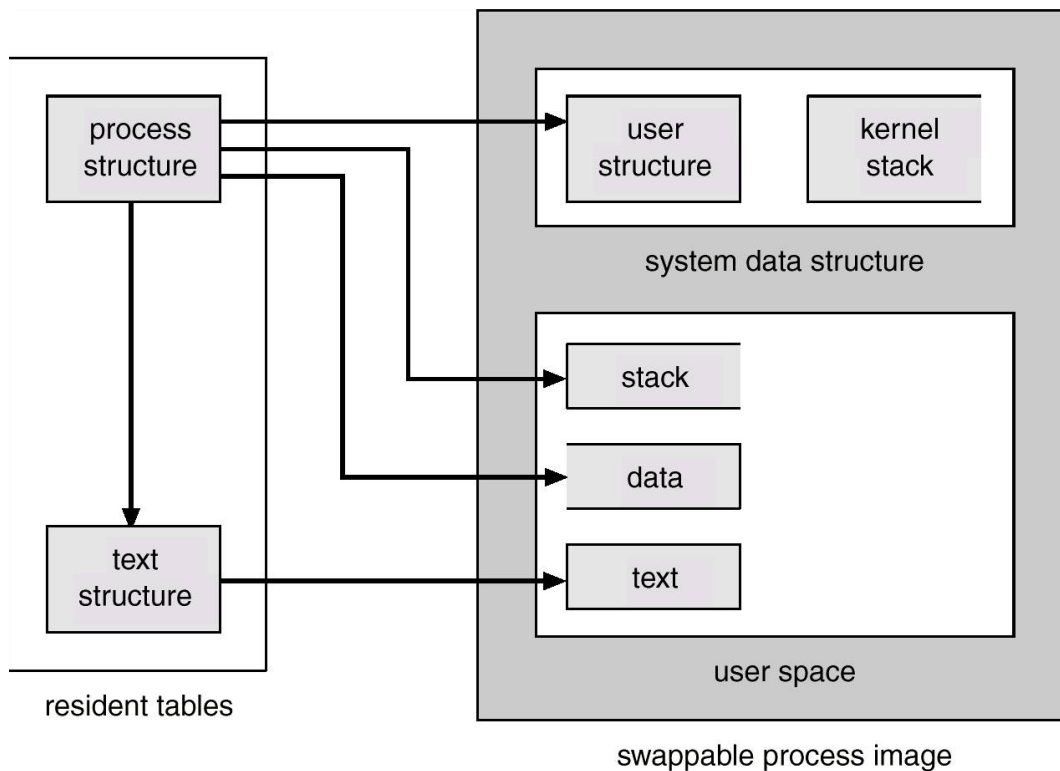 process
structure
user
structure
kernel
stack
system data structure
stack
data
text
structure
text
user space
resident tables
swappable process image